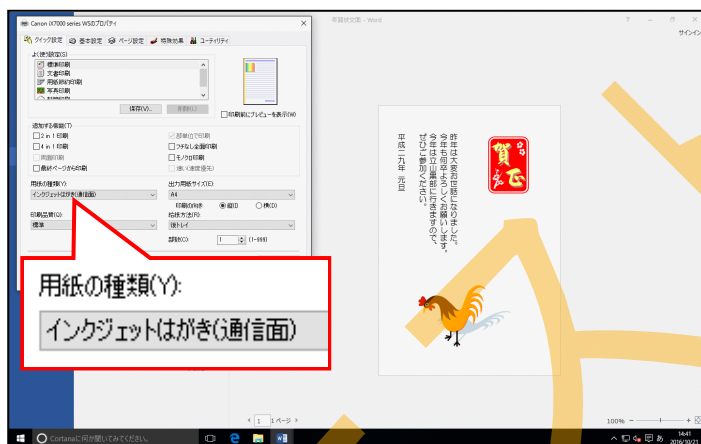 Canon iX7000 series WSのプロパティ
年賀状文面 - Word
サインイン
クイック設定 基本設定 ページ設定 特殊効果 ユーティリティ
よく使う設定(S)
標準印刷
文書印刷
用紙節約印刷
写真印刷
保存(V)...
削除(L)
印刷前にプレビューを表示(W)
追加する機能(T)
2 in 1 印刷
部単位で印刷
4 in 1 印刷
フチなし全面印刷
両面印刷
モノクロ印刷
最終ページから印刷
速い(速度優先)
用紙の種類(Y):
出力用紙サイズ(E):
インクジェットはがき(通信面)
A4
印刷の向き 縦(I) 横(D)
印刷品質(Q):
給紙方法(R):
標準
後トレイ
部数(C): 1 (1-999)
用紙の種類(Y):
インクジェットはがき(通信面)
賀正
昨年は大変お世話になりました。
今年も何卒よろしくお願いします。
今年は立山黒部に行きますので、
ぜひご参加ください。
平成二九年 元旦
1 1ページ
100%
Cortanaに何か聞いてみてください。
あ
14:41
2016/10/21